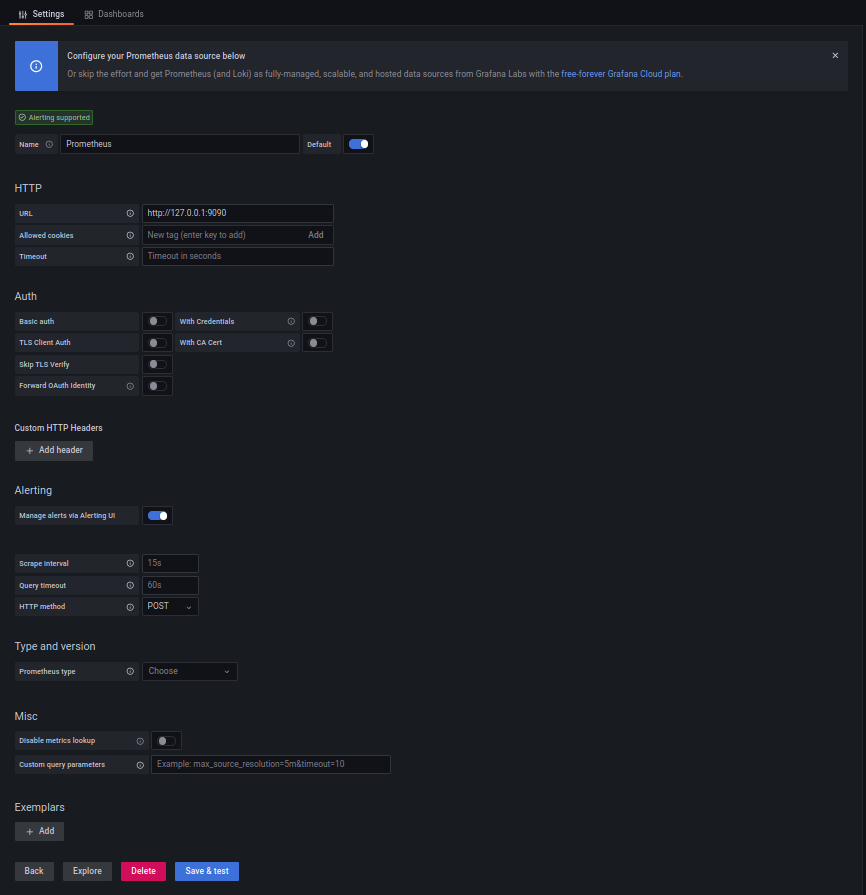 Settings Dashboards
Configure your Prometheus data source below
Or skip the effort and get Prometheus (and Loki) as fully-managed, scalable, and hosted data sources from Grafana Labs with the free-forever Grafana Cloud plan.
Alerting supported
Name Prometheus Default
HTTP
URL http://127.0.0.1:9090
Allowed cookies New tag (enter key to add) Add
Timeout Timeout in seconds
Auth
Basic auth With Credentials
TLS Client Auth With CA Cert
Skip TLS Verify
Forward OAuth Identity
Custom HTTP Headers
Add header
Alerting
Manage alerts via Alerting UI
Scrape interval 15s
Query timeout 60s
HTTP method POST
Type and version
Prometheus type Choose
Misc
Disable metrics lookup
Custom query parameters Example: max_source_resolution=5m&timeout=10
Exemplars
Add
Back Explore Delete Save & test